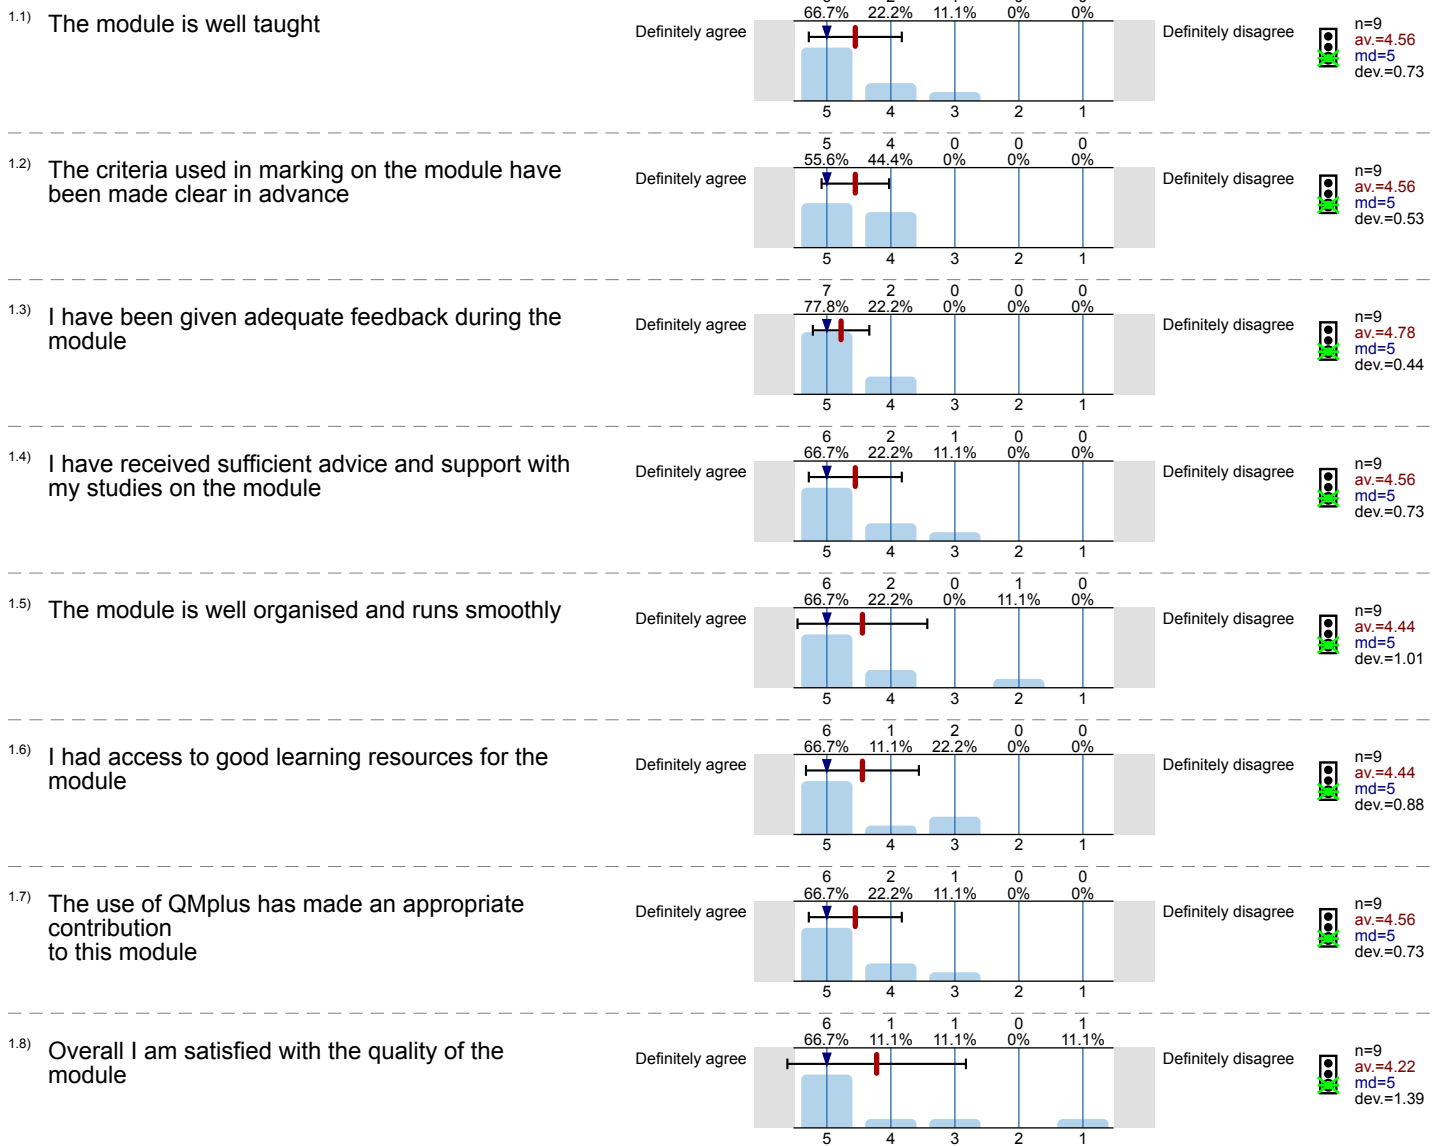 66.7% 22.2% 11.1% 0% 0%
1.1) The module is well taught
Definitely agree
Definitely disagree
n=9
av.=4.56
md=5
dev.=0.73
5 4 3 2 1
5 4 0 0 0
55.6% 44.4% 0% 0% 0%
1.2) The criteria used in marking on the module have
been made clear in advance
Definitely agree
Definitely disagree
n=9
av.=4.56
md=5
dev.=0.53
5 4 3 2 1
7 2 0 0 0
77.8% 22.2% 0% 0% 0%
1.3) I have been given adequate feedback during the
module
Definitely agree
Definitely disagree
n=9
av.=4.78
md=5
dev.=0.44
5 4 3 2 1
6 2 1 0 0
66.7% 22.2% 11.1% 0% 0%
1.4) I have received sufficient advice and support with
my studies on the module
Definitely agree
Definitely disagree
n=9
av.=4.56
md=5
dev.=0.73
5 4 3 2 1
6 2 0 1 0
66.7% 22.2% 0% 11.1% 0%
1.5) The module is well organised and runs smoothly
Definitely agree
Definitely disagree
n=9
av.=4.44
md=5
dev.=1.01
5 4 3 2 1
6 1 2 0 0
66.7% 11.1% 22.2% 0% 0%
1.6) I had access to good learning resources for the
module
Definitely agree
Definitely disagree
n=9
av.=4.44
md=5
dev.=0.88
5 4 3 2 1
6 2 1 0 0
66.7% 22.2% 11.1% 0% 0%
1.7) The use of QMplus has made an appropriate
contribution
to this module
Definitely agree
Definitely disagree
n=9
av.=4.56
md=5
dev.=0.73
5 4 3 2 1
6 1 1 0 1
66.7% 11.1% 11.1% 0% 11.1%
1.8) Overall I am satisfied with the quality of the
module
Definitely agree
Definitely disagree
n=9
av.=4.22
md=5
dev.=1.39
5 4 3 2 1